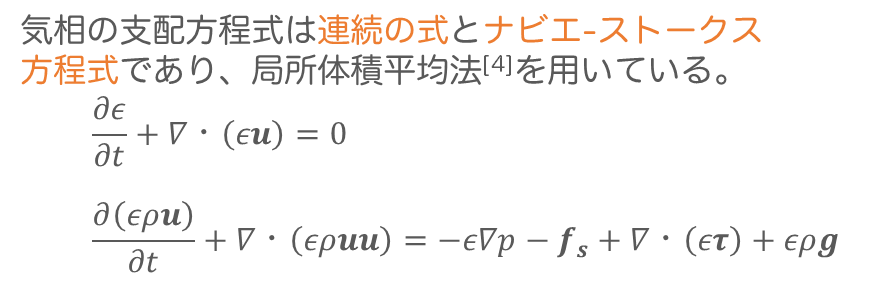 気相の支配方程式は連続の式とナビエ-ストークス
方程式であり、局所体積平均法[4]を用いている。
∂ϵ/∂t + ∇・(ϵ𝒖) = 0
∂(ϵρ𝒖)/∂t + ∇・(ϵρ𝒖𝒖) = −ϵ∇p − 𝒇ₛ + ∇・(ϵ𝝉) + ϵρ𝒈